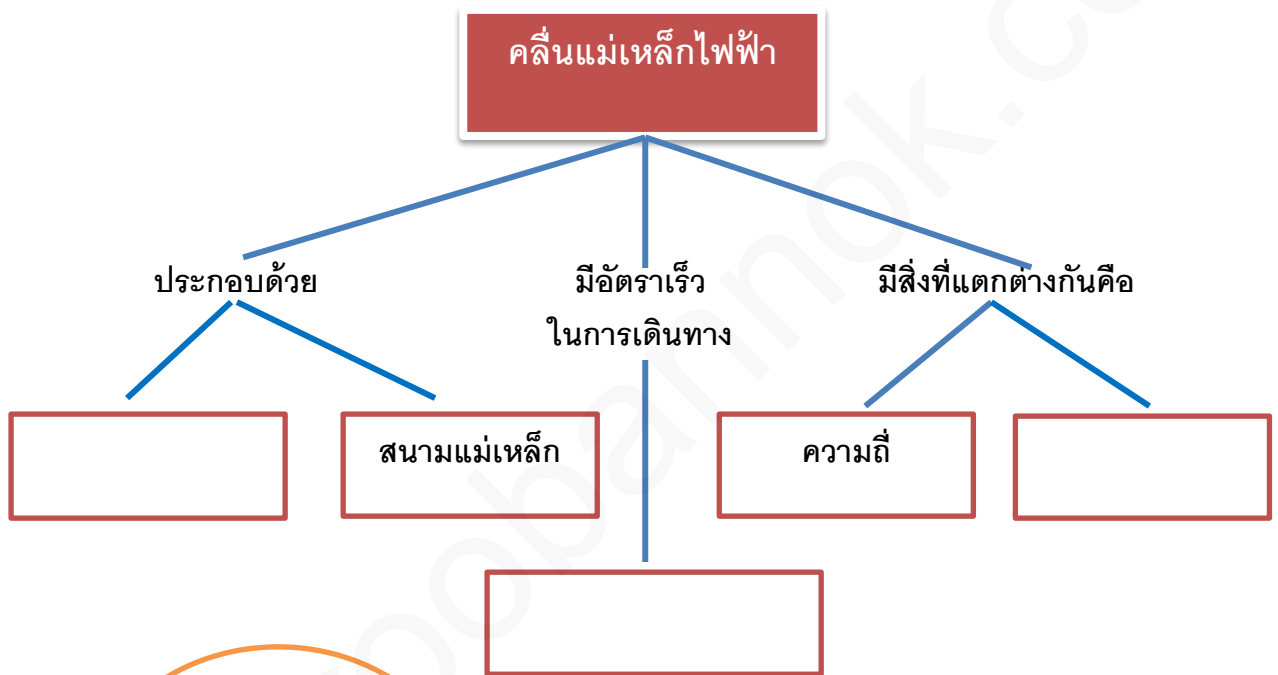 คลื่นแม่เหล็กไฟฟ้า
ประกอบด้วย
มีอัตราเร็ว
ในการเดินทาง
มีสิ่งที่แตกต่างกันคือ
สนามแม่เหล็ก
ความถี่